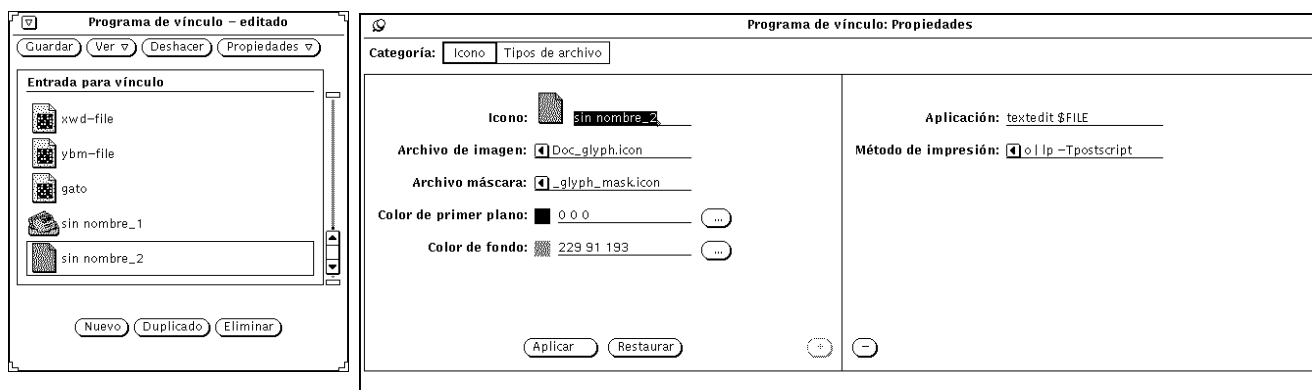 Programa de vínculo – editado
Guardar Ver Deshacer Propiedades
Entrada para vínculo
xwd–file
ybm–file
gato
sin nombre_1
sin nombre_2
Nuevo Duplicado Eliminar
Programa de vínculo: Propiedades
Categoría: Icono Tipos de archivo
Icono: sin nombre_2
Archivo de imagen: Doc_glyph.icon
Archivo máscara: _glyph_mask.icon
Color de primer plano: 0 0 0 ...
Color de fondo: 229 91 193 ...
Aplicar Restaurar + −
Aplicación: textedit $FILE
Método de impresión: o | lp –Tpostscript